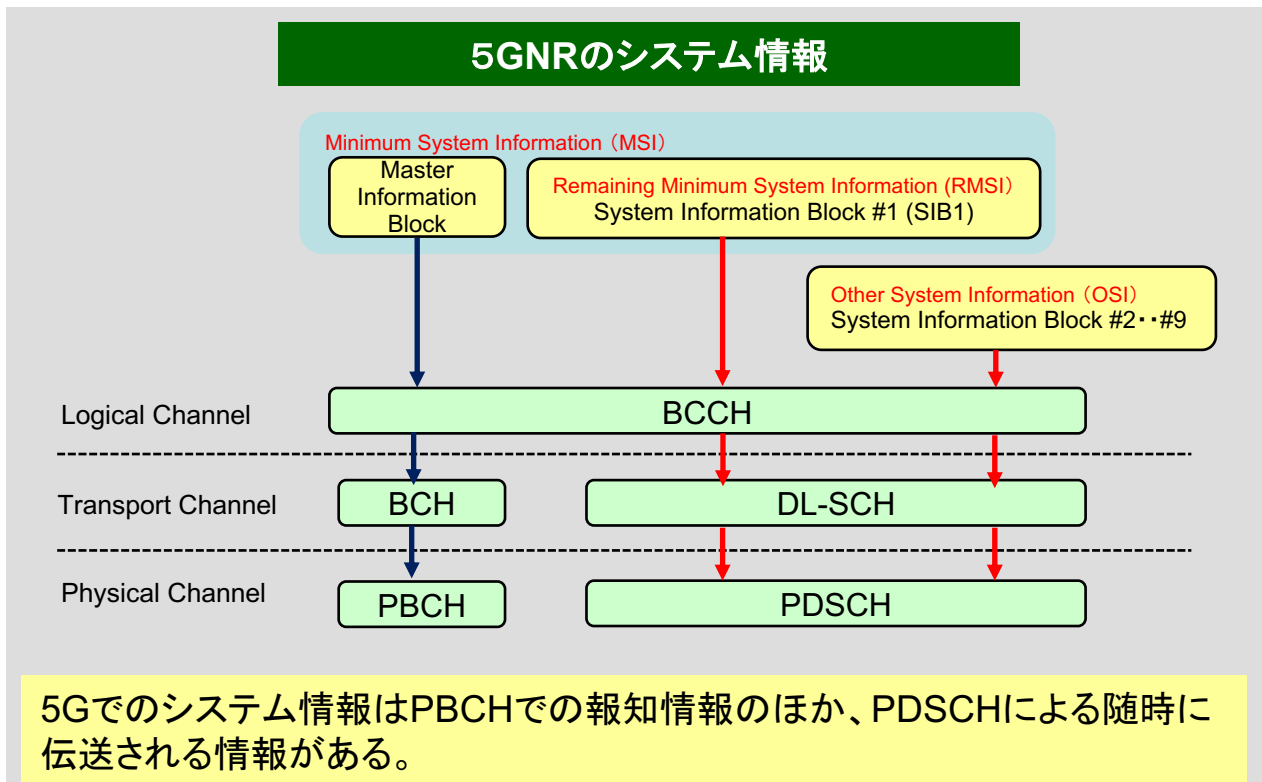 5GNRのシステム情報
Minimum System Information（MSI）
Master
Information
Block
Remaining Minimum System Information (RMSI）
System Information Block #1 (SIB1)
Other System Information（OSI）
System Information Block #2・・#9
Logical Channel
BCCH
Transport Channel
BCH
DL-SCH
Physical Channel
PBCH
PDSCH
5Gでのシステム情報はPBCHでの報知情報のほか、PDSCHによる随時に
伝送される情報がある。